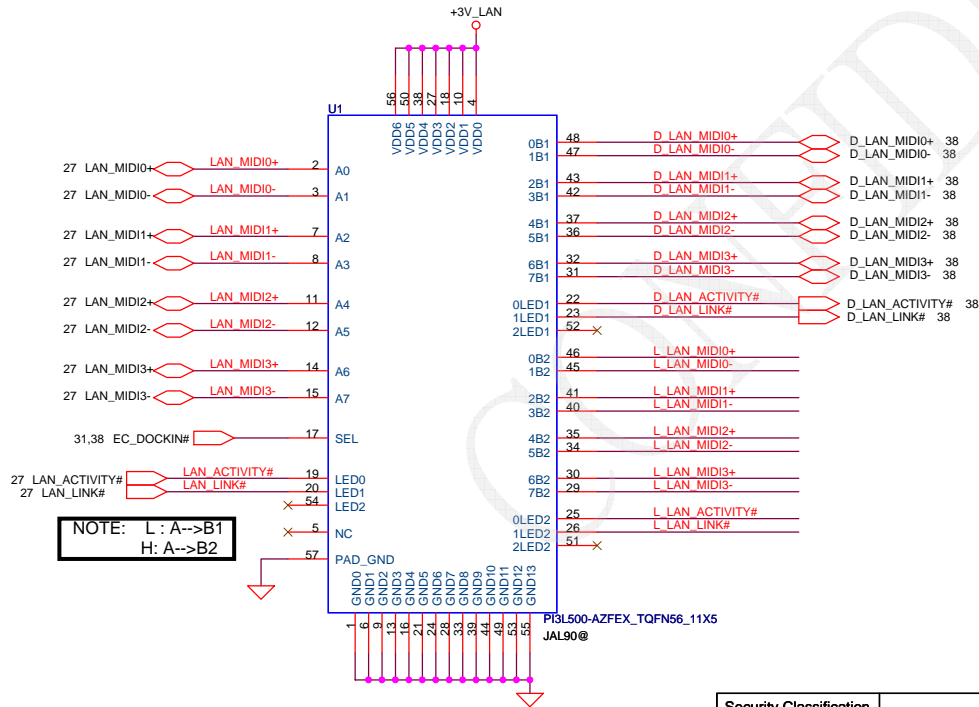 +3V_LAN
U1
56 50 38 27 18 10 4
VDD6 VDD5 VDD4 VDD3 VDD2 VDD1 VDD0
27 LAN_MIDI0+ LAN_MIDI0+ 2 A0
27 LAN_MIDI0- LAN_MIDI0- 3 A1
27 LAN_MIDI1+ LAN_MIDI1+ 7 A2
27 LAN_MIDI1- LAN_MIDI1- 8 A3
27 LAN_MIDI2+ LAN_MIDI2+ 11 A4
27 LAN_MIDI2- LAN_MIDI2- 12 A5
27 LAN_MIDI3+ LAN_MIDI3+ 14 A6
27 LAN_MIDI3- LAN_MIDI3- 15 A7
31,38 EC_DOCKIN# 17 SEL
27 LAN_ACTIVITY# LAN_ACTIVITY# 19 LED0
27 LAN_LINK# LAN_LINK# 20 LED1
54 LED2
5 NC
57 PAD_GND
NOTE: L : A-->B1
H: A-->B2
0B1 48 D_LAN_MIDI0+ D_LAN_MIDI0+ 38
1B1 47 D_LAN_MIDI0- D_LAN_MIDI0- 38
2B1 43 D_LAN_MIDI1+ D_LAN_MIDI1+ 38
3B1 42 D_LAN_MIDI1- D_LAN_MIDI1- 38
4B1 37 D_LAN_MIDI2+ D_LAN_MIDI2+ 38
5B1 36 D_LAN_MIDI2- D_LAN_MIDI2- 38
6B1 32 D_LAN_MIDI3+ D_LAN_MIDI3+ 38
7B1 31 D_LAN_MIDI3- D_LAN_MIDI3- 38
0LED1 22 D_LAN_ACTIVITY# D_LAN_ACTIVITY# 38
1LED1 23 D_LAN_LINK# D_LAN_LINK# 38
2LED1 52
0B2 46 L_LAN_MIDI0+
1B2 45 L_LAN_MIDI0-
2B2 41 L_LAN_MIDI1+
3B2 40 L_LAN_MIDI1-
4B2 35 L_LAN_MIDI2+
5B2 34 L_LAN_MIDI2-
6B2 30 L_LAN_MIDI3+
7B2 29 L_LAN_MIDI3-
0LED2 25 L_LAN_ACTIVITY#
1LED2 26 L_LAN_LINK#
2LED2 51
GND0 GND1 GND2 GND3 GND4 GND5 GND6 GND7 GND8 GND9 GND10 GND11 GND12 GND13
1 6 9 13 16 21 24 28 33 39 44 49 53 55
PI3L500-AZFEX_TQFN56_11X5
JAL90@
Security Classification